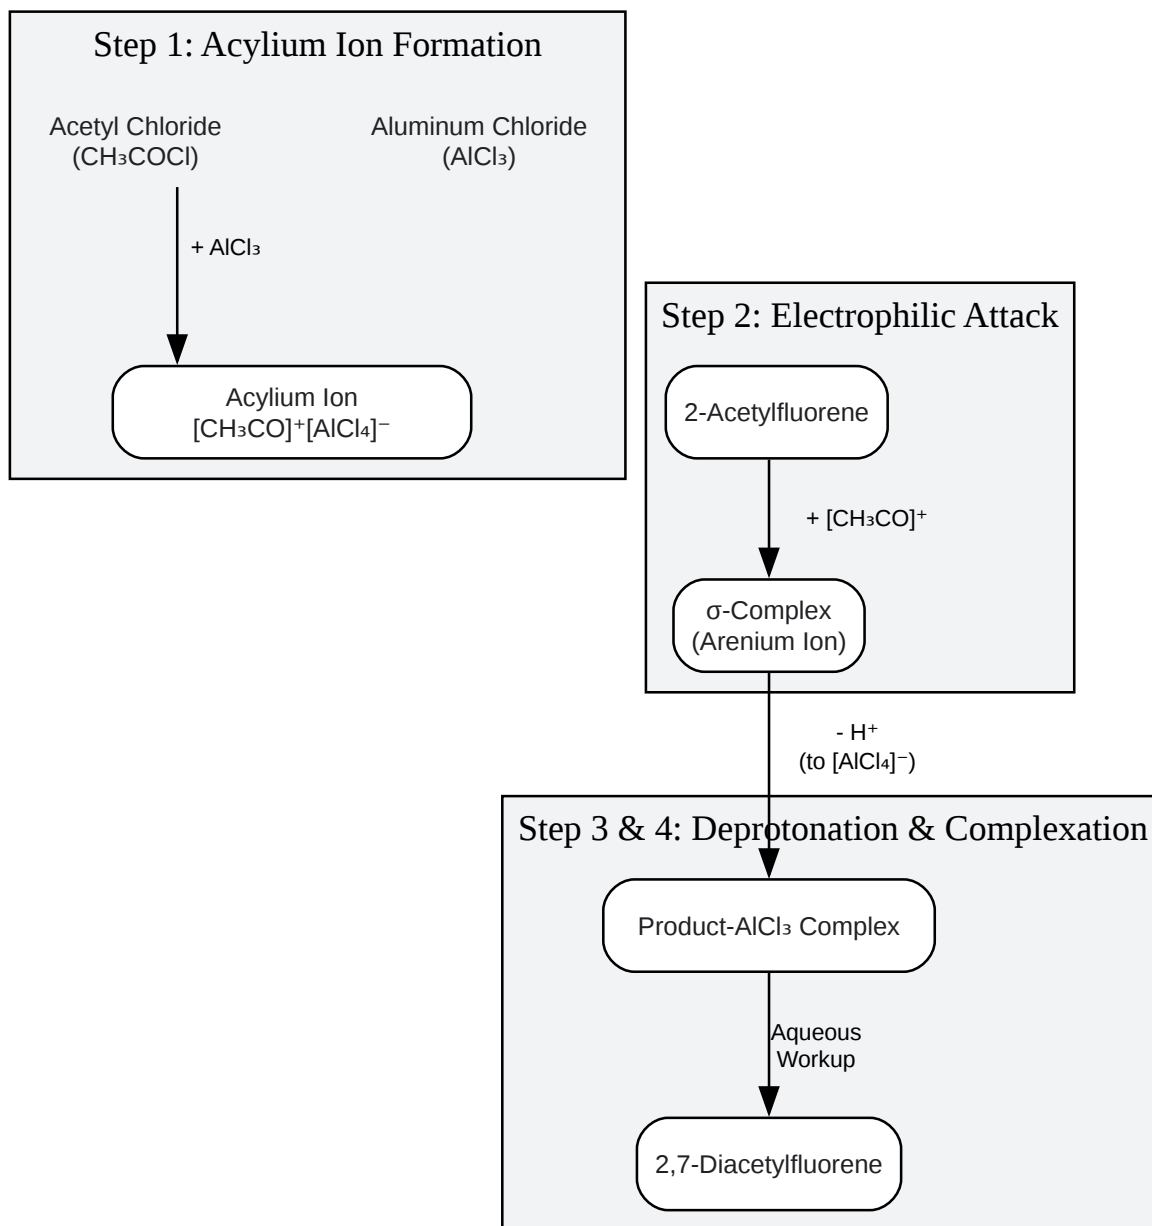 Step 1: Acylium Ion Formation
Acetyl Chloride
(CH₃COCl)
Aluminum Chloride
(AlCl₃)
+ AlCl₃
Acylium Ion
[CH₃CO]⁺[AlCl₄]⁻
Step 2: Electrophilic Attack
2-Acetylfluorene
+ [CH₃CO]⁺
σ-Complex
(Arenium Ion)
- H⁺
(to [AlCl₄]⁻)
Step 3 & 4: Deprotonation & Complexation
Product-AlCl₃ Complex
Aqueous
Workup
2,7-Diacetylfluorene